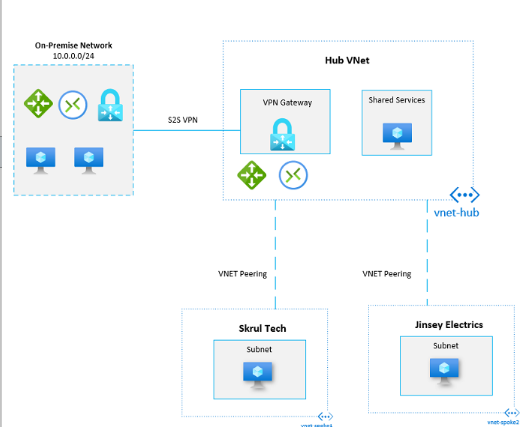 On-Premise Network
10.0.0.0/24
Hub VNet
VPN Gateway
Shared Services
S2S VPN
vnet-hub
VNET Peering
VNET Peering
Skrul Tech
Subnet
vnet-spoke1
Jinsey Electrics
Subnet
vnet-spoke2